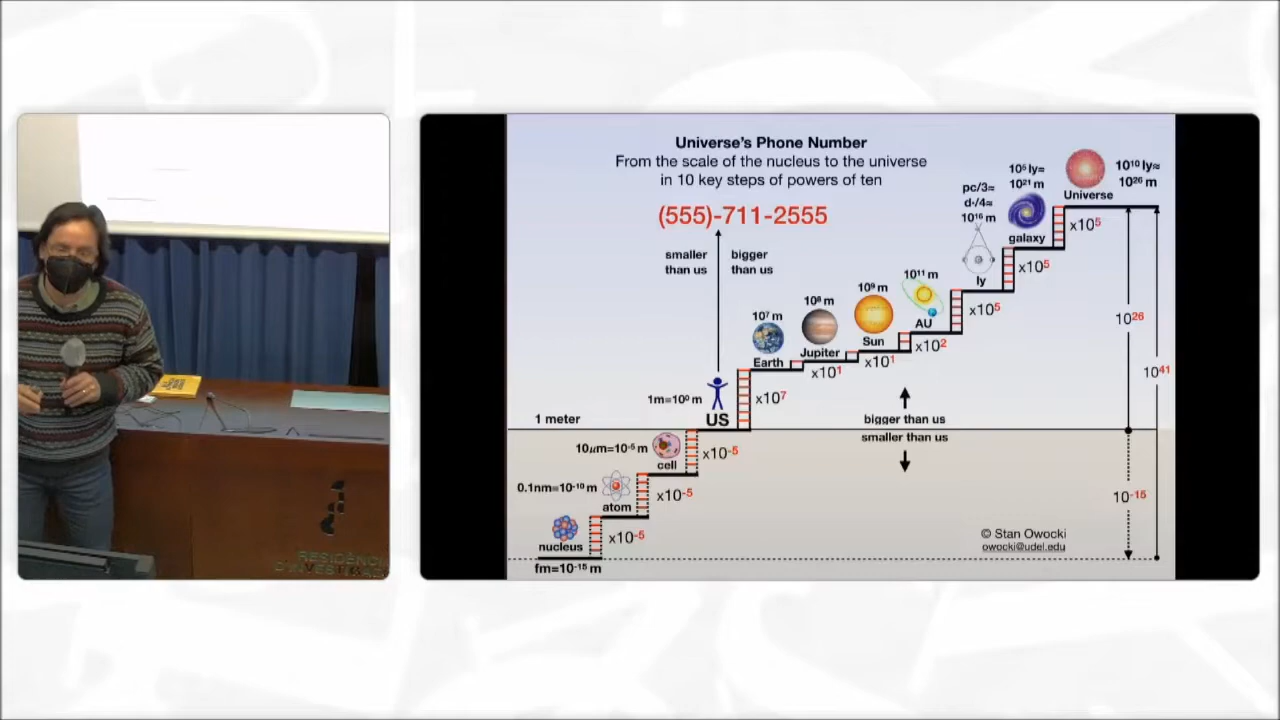 Universe's Phone Number
From the scale of the nucleus to the universe
in 10 key steps of powers of ten
(555)-711-2555
smaller
than us
bigger
than us
10⁵ ly≈
10²¹ m
10¹⁰ ly≈
10²⁶ m
Universe
pc/3≈
d-/4≈
10¹⁶ m
x10⁵
galaxy
x10⁵
ly
x10⁵
10¹¹ m
AU
x10²
10⁹ m
Sun
x10¹
10⁸ m
Jupiter
x10¹
10⁷ m
Earth
x10⁷
10²⁶
10⁴¹
1m=10⁰ m
US
1 meter
bigger than us
smaller than us
10μm=10⁻⁵ m
cell
x10⁻⁵
0.1nm=10⁻¹⁰ m
atom
x10⁻⁵
10⁻¹⁵
nucleus
x10⁻⁵
fm=10⁻¹⁵ m
© Stan Owocki
owocki@udel.edu
RESIDÈNCIA
D'INVESTIGAD